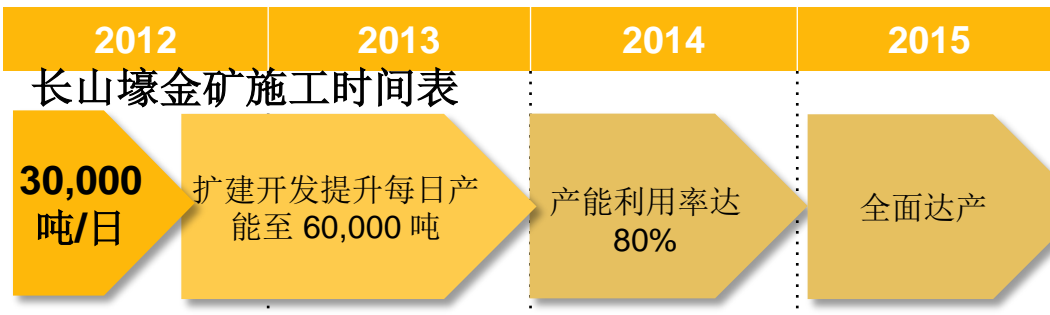 2012 2013 2014 2015
长山壕金矿施工时间表
30,000
吨/日
扩建开发提升每日产
能至 60,000 吨
产能利用率达
80%
全面达产